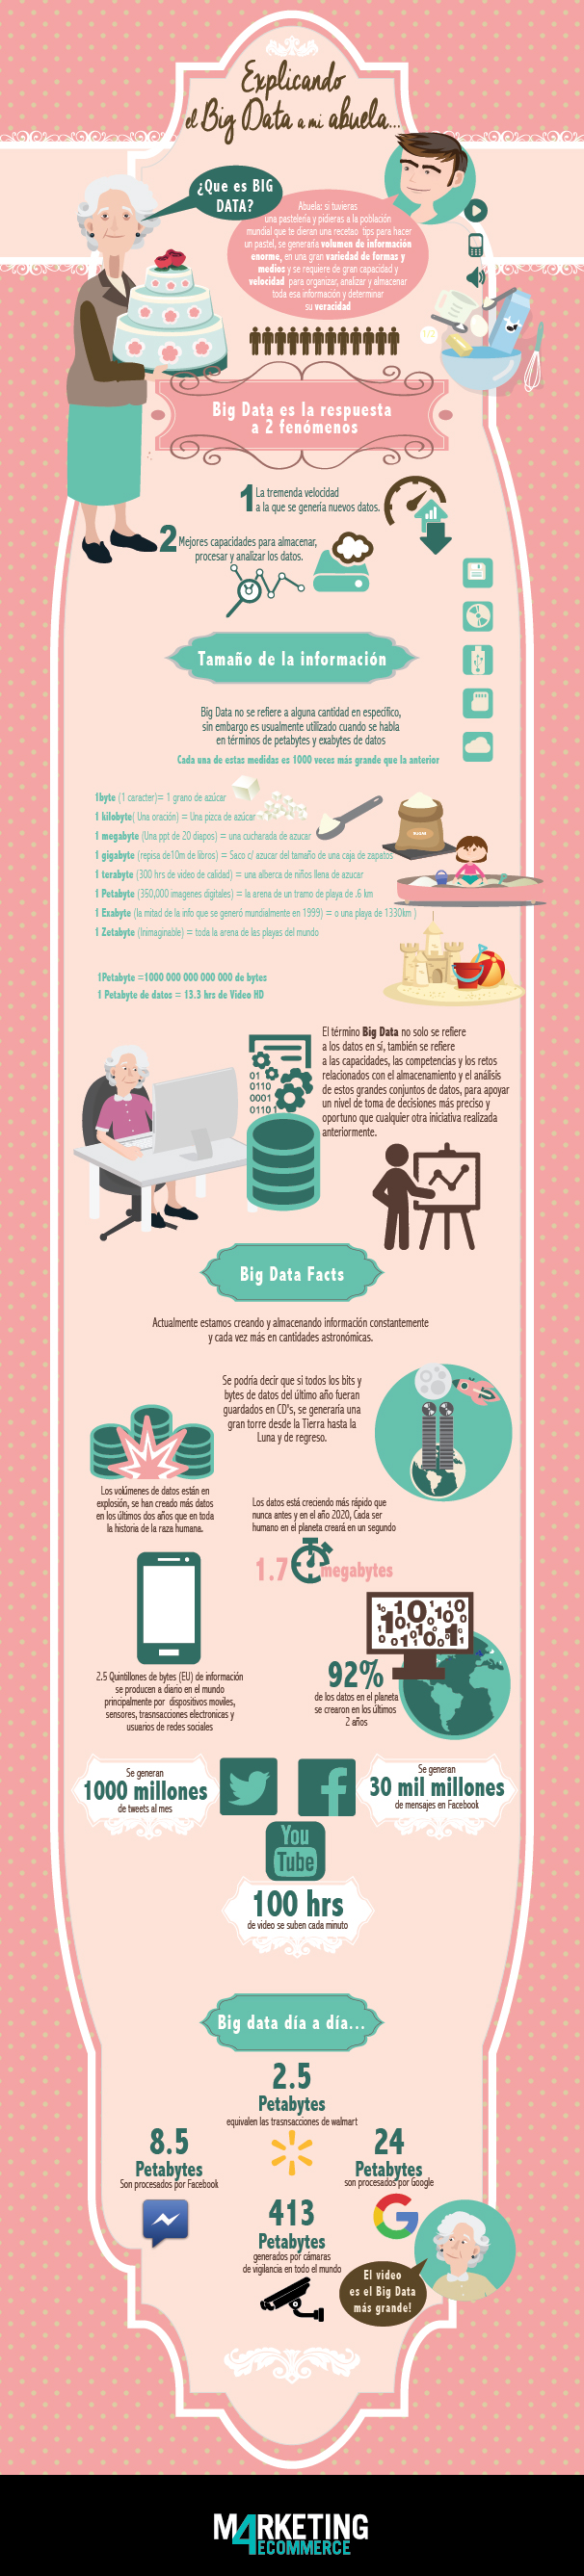 Explicando
el Big Data a mi abuela...
¿Que es BIG
DATA?
Abuela: si tuvieras
una pastelería y pidieras a la población
mundial que te dieran una recetao tips para hacer
un pastel, se generaría volumen de información
enorme, en una gran variedad de formas y
medios y se requiere de gran capacidad y
velocidad para organizar, analizar y almacenar
toda esa información y determinar
su veracidad
1/2
Big Data es la respuesta
a 2 fenómenos
1 La tremenda velocidad
a la que se genería nuevos datos.
2 Mejores capacidades para almacenar,
procesar y analizar los datos.
Tamaño de la información
Big Data no se refiere a alguna cantidad en específico,
sin embargo es usualmente utilizado cuando se habla
en términos de petabytes y exabytes de datos
Cada una de estas medidas es 1000 veces más grande que la anterior
1byte (1 caracter)= 1 grano de azúcar
1 kilobyte( Una oración) = Una pizca de azúcar
1 megabyte (Una ppt de 20 diapos) = una cucharada de azucar
1 gigabyte (repisa de10m de libros) = Saco c/ azucar del tamaño de una caja de zapatos
1 terabyte (300 hrs de video de calidad) = una alberca de niños llena de azucar
1 Petabyte (350,000 imagenes digitales) = la arena de un tramo de playa de .6 km
1 Exabyte (la mitad de la info que se generó mundialmente en 1999) = o una playa de 1330km )
1 Zetabyte (Inimaginable) = toda la arena de las playas del mundo
1Petabyte =1000 000 000 000 000 de bytes
1 Petabyte de datos = 13.3 hrs de Video HD
El término Big Data no solo se refiere
a los datos en sí, también se refiere
a las capacidades, las competencias y los retos
relacionados con el almacenamiento y el análisis
de estos grandes conjuntos de datos, para apoyar
un nivel de toma de decisiones más preciso y
oportuno que cualquier otra iniciativa realizada
anteriormente.
01
0110
0001
01101
Big Data Facts
Actualmente estamos creando y almacenando información constantemente
y cada vez más en cantidades astronómicas.
Se podría decir que si todos los bits y
bytes de datos del último año fueran
guardados en CD's, se generaría una
gran torre desde la Tierra hasta la
Luna y de regreso.
Los volúmenes de datos están en
explosión, se han creado más datos
en los últimos dos años que en toda
la historia de la raza humana.
Los datos está creciendo más rápido que
nunca antes y en el año 2020, Cada ser
humano en el planeta creará en un segundo
1.7 megabytes
2.5 Quintillones de bytes (EU) de información
se producen a diario en el mundo
principalmente por dispositivos moviles,
sensores, trasnsacciones electronicas y
usuarios de redes sociales
92%
de los datos en el planeta
se crearon en los últimos
2 años
Se generan
1000 millones
de tweets al mes
Se generan
30 mil millones
de mensajes en Facebook
You
Tube
100 hrs
de video se suben cada minuto
Big data día a día...
2.5
Petabytes
equivalen las trasnsacciones de walmart
8.5
Petabytes
Son procesados por Facebook
24
Petabytes
son procesados por Google
413
Petabytes
generados por cámaras
de vigilancia en todo el mundo
El video
es el Big Data
más grande!
M4RKETING
ECOMMERCE